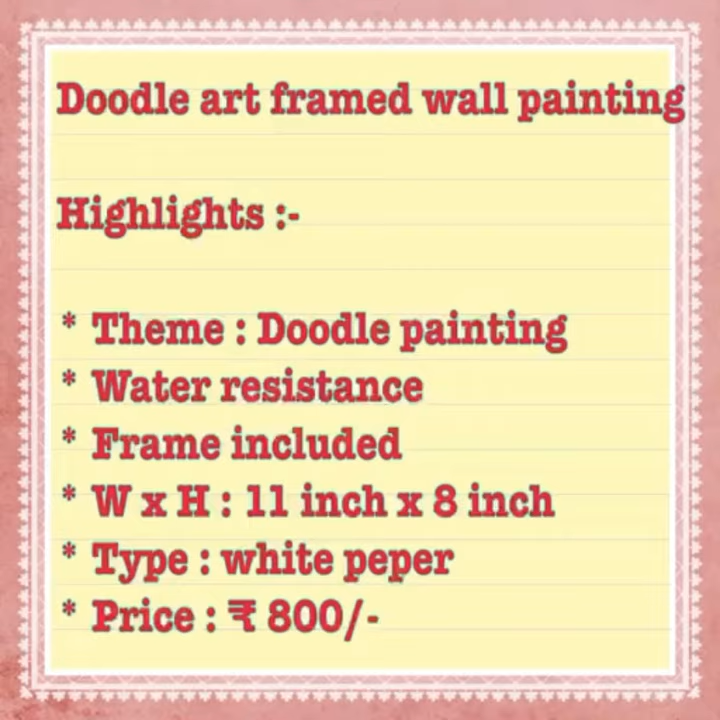 Doodle art framed wall painting
Highlights :-
* Theme : Doodle painting
* Water resistance
* Frame included
* W x H : 11 inch x 8 inch
* Type : white peper
* Price : ₹ 800/-